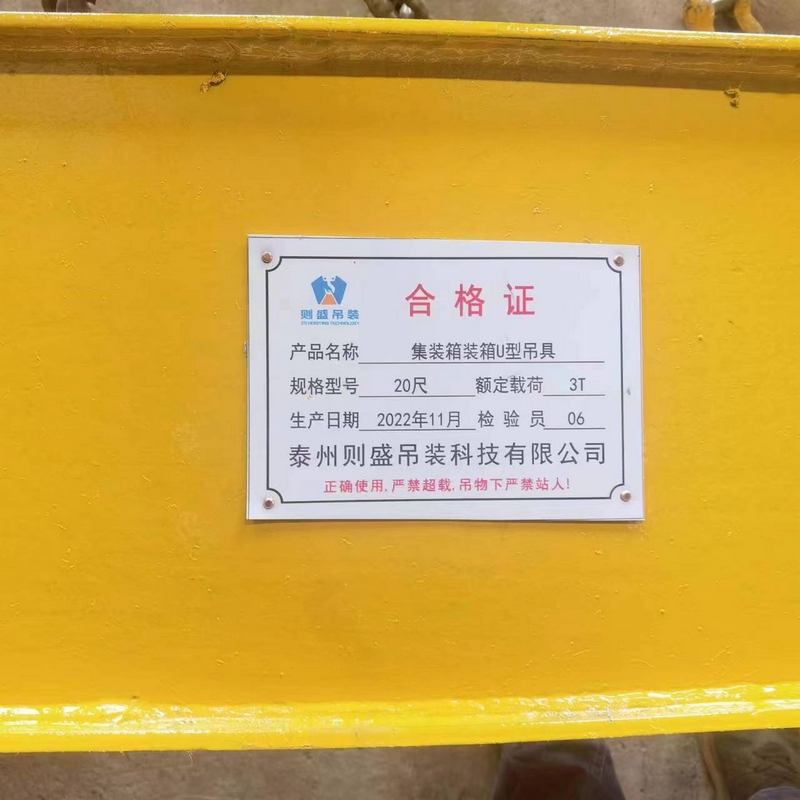 则盛吊装
合格证
产品名称 集装箱装箱U型吊具
规格型号 20尺 额定载荷 3T
生产日期 2022年11月 检验员 06
泰州则盛吊装科技有限公司
正确使用,严禁超载,吊物下严禁站人!